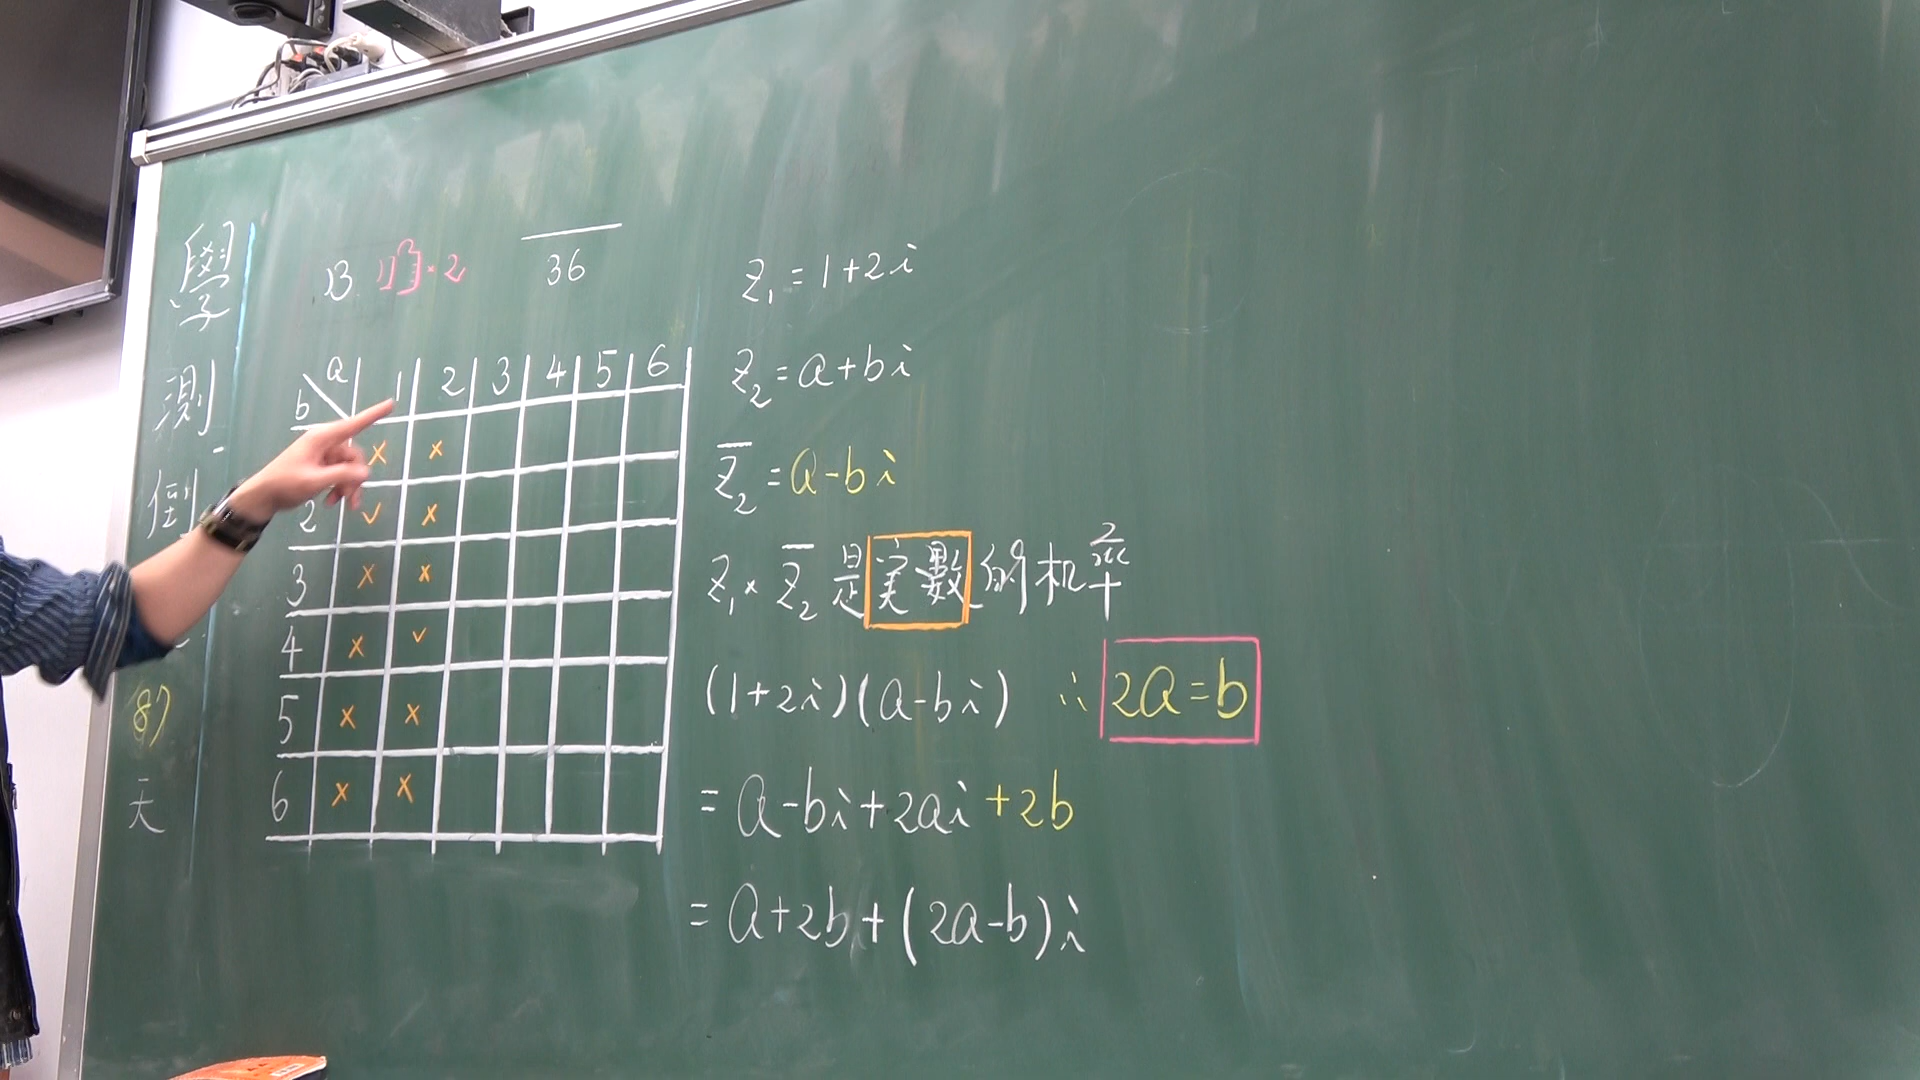 學測倒
87
天
13 ×2
36
a 1 2 3 4 5 6
b
× ×
2 ✓ ×
3 × ×
4 × ✓
5 × ×
6 × ×
Z₁ = 1+2i
Z₂ = a+bi
Z̅₂ = a-bi
Z₁ × Z̅₂ 是実數的机率
(1+2i)(a-bi) ∴ 2a=b
= a-bi+2ai+2b
= a+2b+(2a-b)i